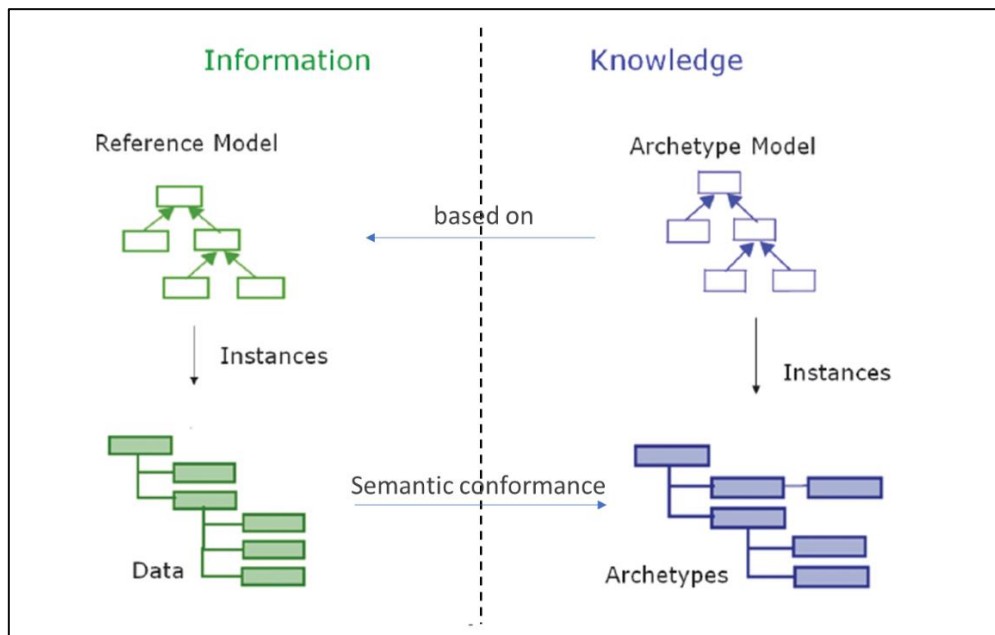 Information
Knowledge
Reference Model
Archetype Model
based on
Instances
Instances
Semantic conformance
Data
Archetypes